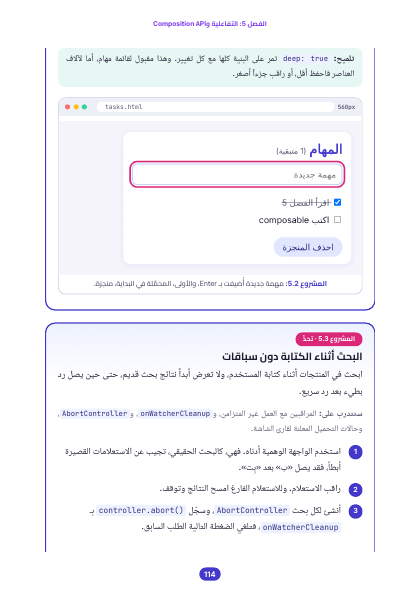 الفصل 5: التفاعلية وComposition API
تلميح: deep: true تمر على البنية كلها مع كل تغيير. وهذا مقبول لقائمة مهام، أما لآلاف
العناصر فاحفظ أقل، أو راقب جزءاً أصغر.
tasks.html
560px
المهام (1 متبقية)
مهمة جديدة
اقرأ الفصل 5
اكتب composable
احذف المنجزة
المشروع 5.2: مهمة جديدة أُضيفت بـ Enter، والأولى، المحمّلة في البداية، منجزة.
المشروع 5.3 · تحدٍّ
البحث أثناء الكتابة دون سباقات
ابحث في المنتجات أثناء كتابة المستخدم، ولا تعرض أبداً نتائج بحث قديم، حتى حين يصل رد
بطيء بعد رد سريع.
ستتدرب على: المراقبين مع العمل غير المتزامن، وonWatcherCleanup، وAbortController،
وحالات التحميل المعلنة لقارئ الشاشة.
1 استخدم الواجهة الوهمية أدناه. فهي، كالبحث الحقيقي، تجيب عن الاستعلامات القصيرة
أبطأ، فقد يصل «ب» بعد «بت».
2 راقب الاستعلام. وللاستعلام الفارغ امسح النتائج وتوقف.
3 أنشئ لكل بحث AbortController، وسجّل controller.abort() بـ
onWatcherCleanup، فتلغي الضغطة التالية الطلب السابق.
114